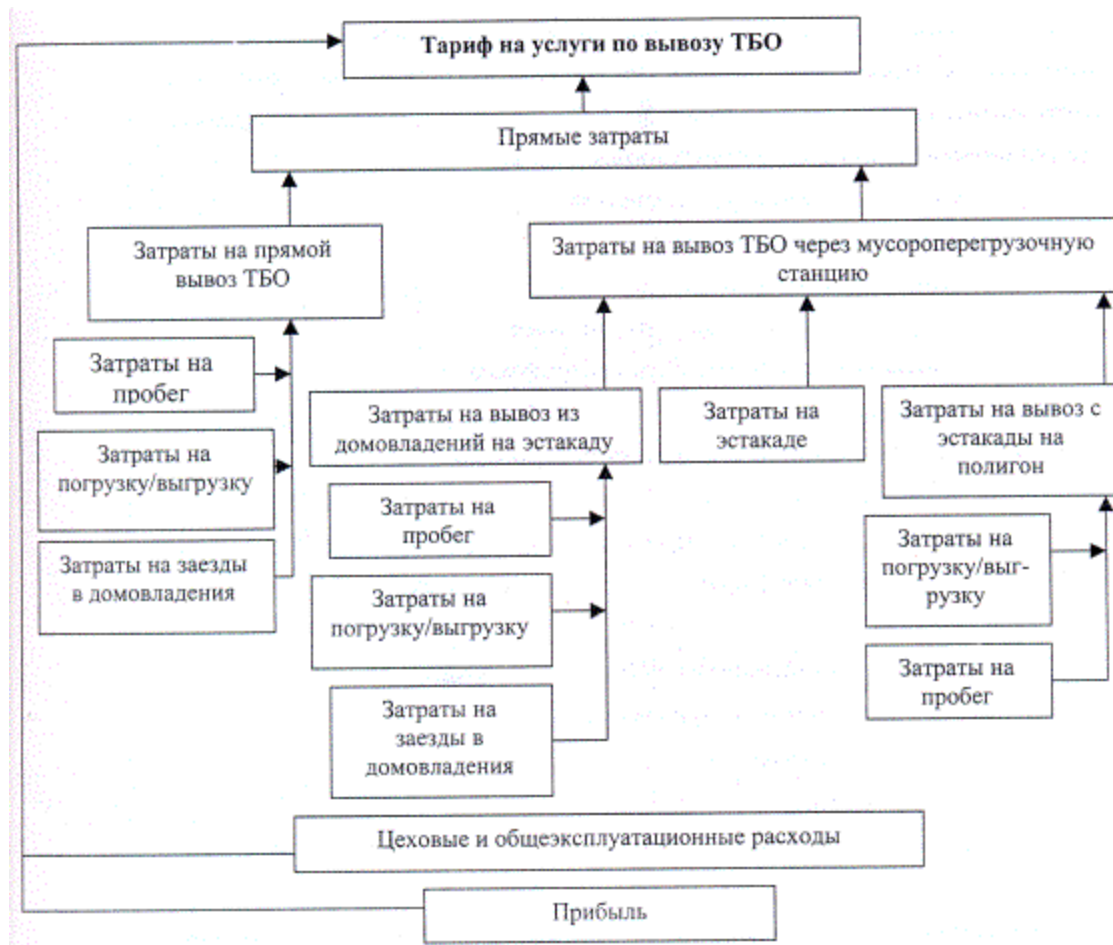 Тариф на услуги по вывозу ТБО
Прямые затраты
Затраты на прямой
вывоз ТБО
Затраты на вывоз ТБО через мусороперегрузочную
станцию
Затраты на
пробег
Затраты на
погрузку/выгрузку
Затраты на заезды
в домовладения
Затраты на вывоз из
домовладений на эстакаду
Затраты на
пробег
Затраты на
погрузку/выгрузку
Затраты на
заезды в
домовладения
Затраты на
эстакаде
Затраты на вывоз с
эстакады на
полигон
Затраты на
погрузку/выг-
рузку
Затраты на
пробег
Цеховые и общеэксплуатационные расходы
Прибыль